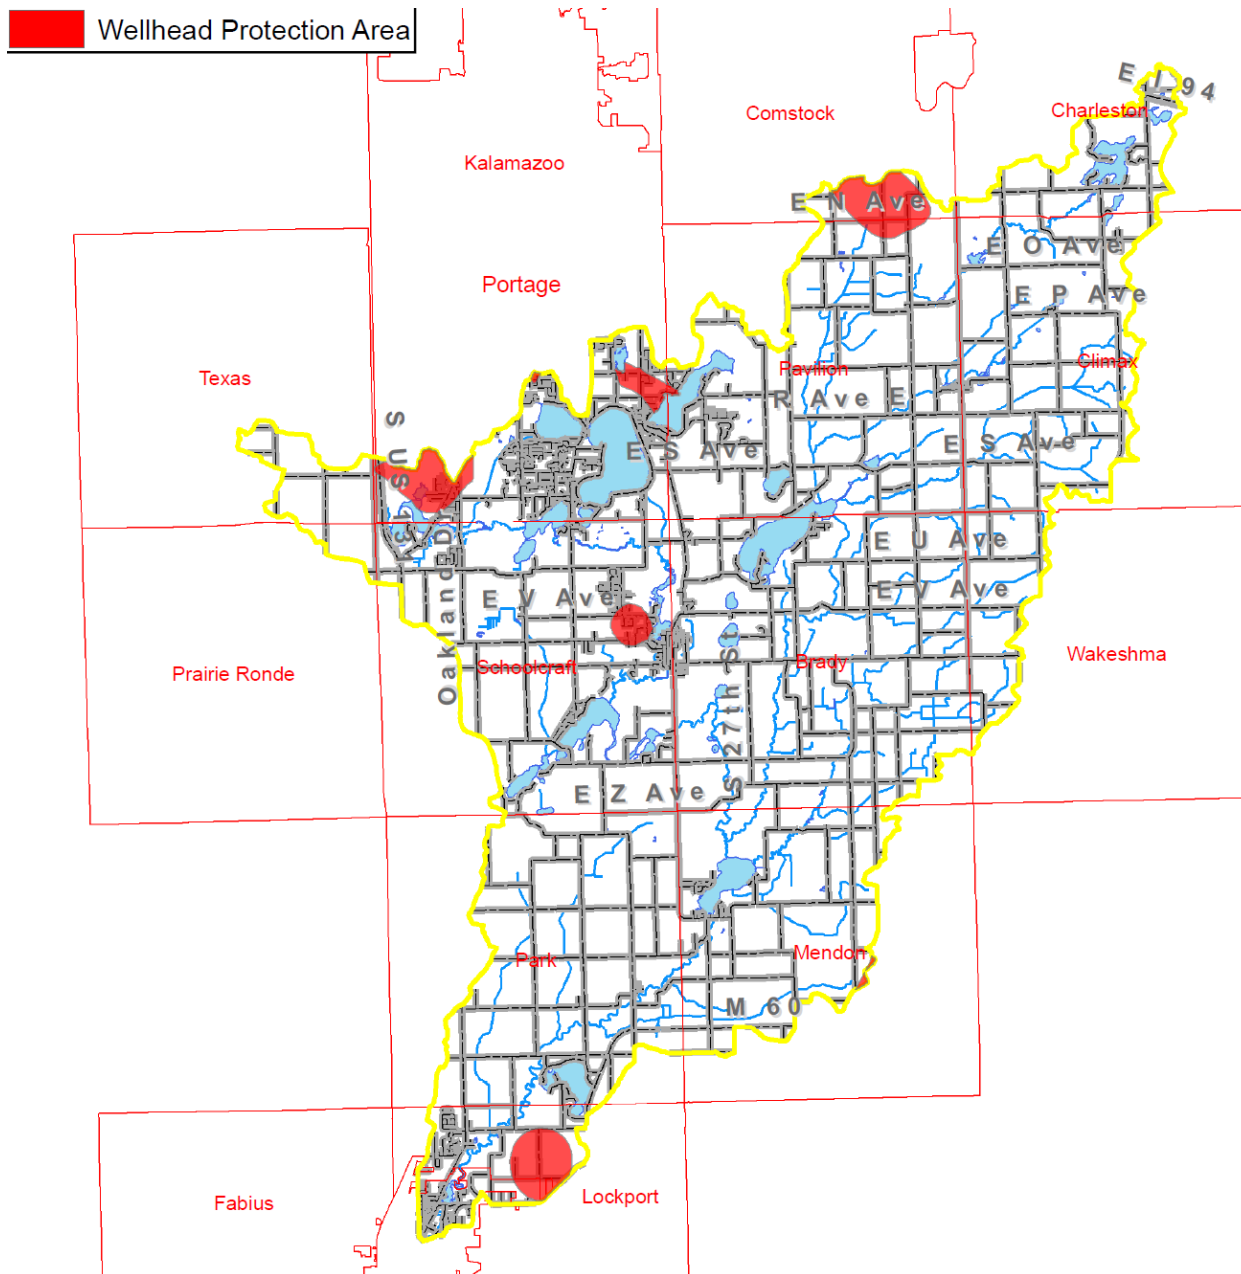 Wellhead Protection Area
E I 94
Comstock
Charleston
Kalamazoo
E N Ave
E O Ave
Portage
E P Ave
Texas
Pavilion
Climax
R Ave E
S US 131
E S Ave
E S Ave
E U Ave
E V Ave
E V Ave
Oakland D
Schoolcraft
Brady
Wakeshma
Prairie Ronde
S 27th St
E Z Ave
Park
Mendon
M 60
Fabius
Lockport